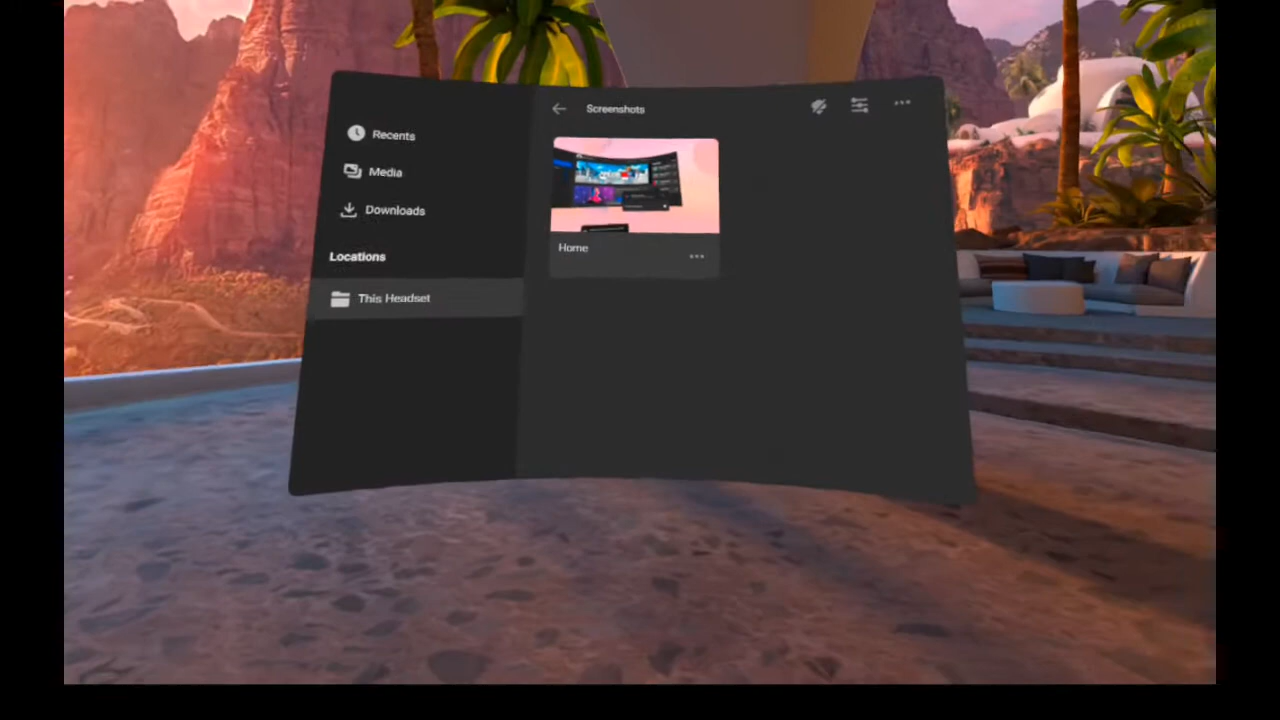 Recents
Media
Downloads
Locations
This Headset
Screenshots
Home